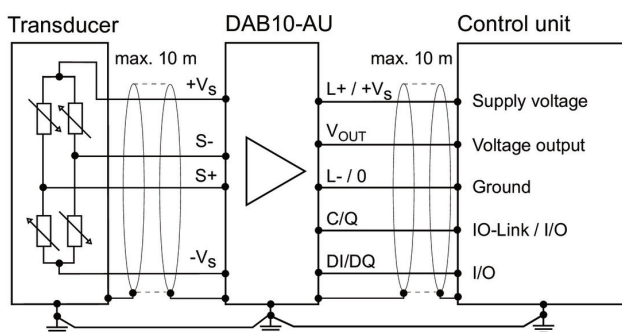 Transducer
DAB10-AU
Control unit
max. 10 m
max. 10 m
+Vs
S-
S+
-Vs
L+ / +Vs
VOUT
L- / 0
C/Q
DI/DQ
Supply voltage
Voltage output
Ground
IO-Link / I/O
I/O